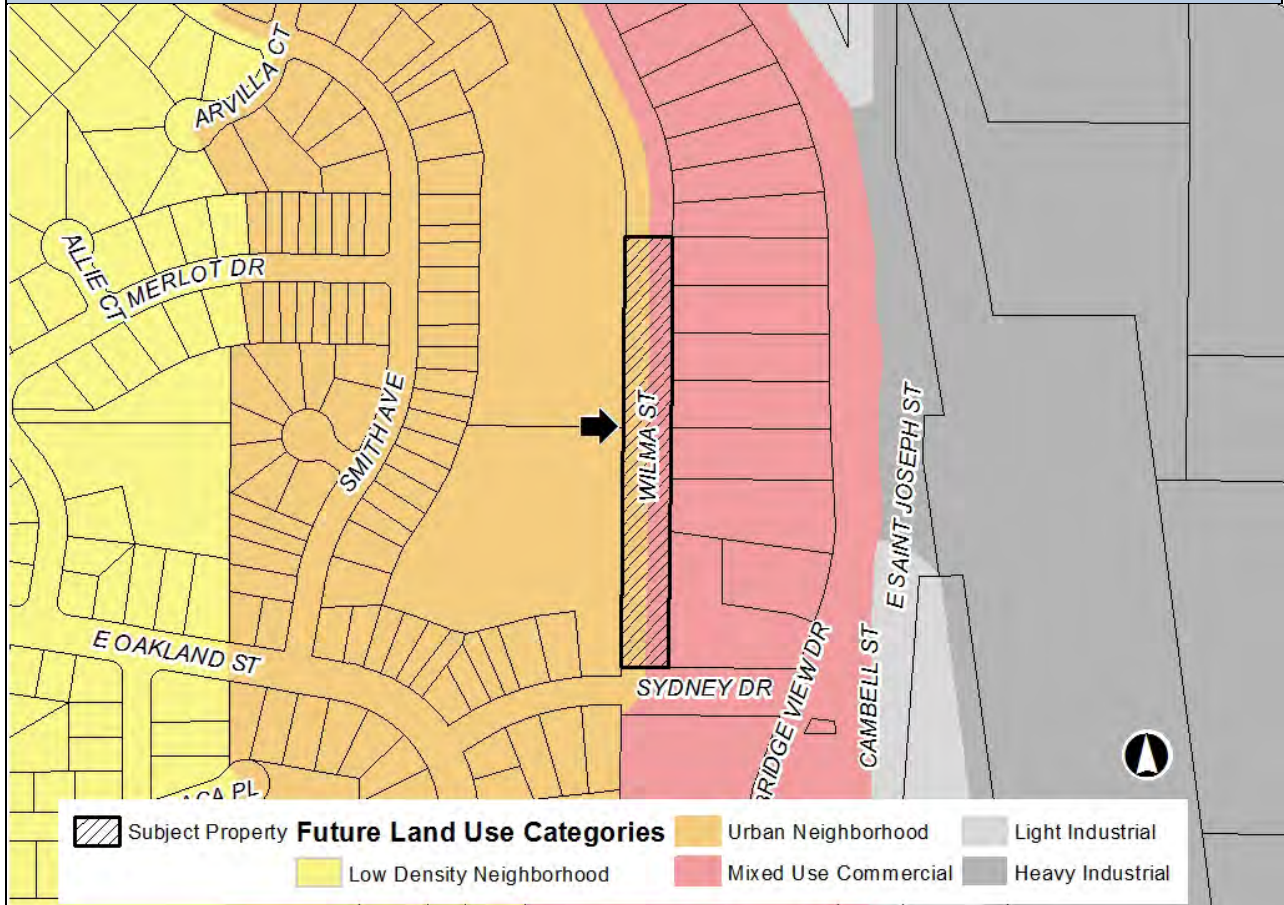 ARVILLA CT
ALLIE CT
MERLOT DR
SMITH AVE
WILMA ST
E SAINT JOSEPH ST
E OAKLAND ST
SYDNEY DR
BRIDGE VIEW DR
CAMBELL ST
PL
Subject Property
Future Land Use Categories
Low Density Neighborhood
Urban Neighborhood
Mixed Use Commercial
Light Industrial
Heavy Industrial